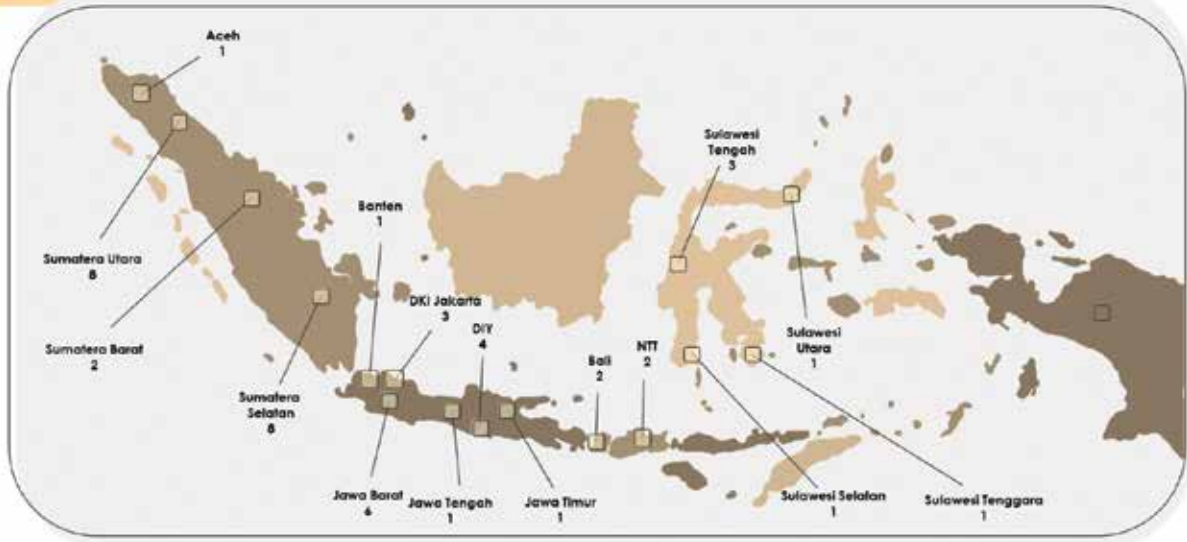 Aceh
1
Sulawesi
Tengah
3
Banten
1
Sumatera Utara
8
DKI Jakarta
3
DIY
4
Sumatera Barat
2
Bali
2
NTT
2
Sulawesi
Utara
1
Sumatera
Selatan
8
Jawa Barat
6
Jawa Tengah
1
Jawa Timur
1
Sulawesi Selatan
1
Sulawesi Tenggara
1